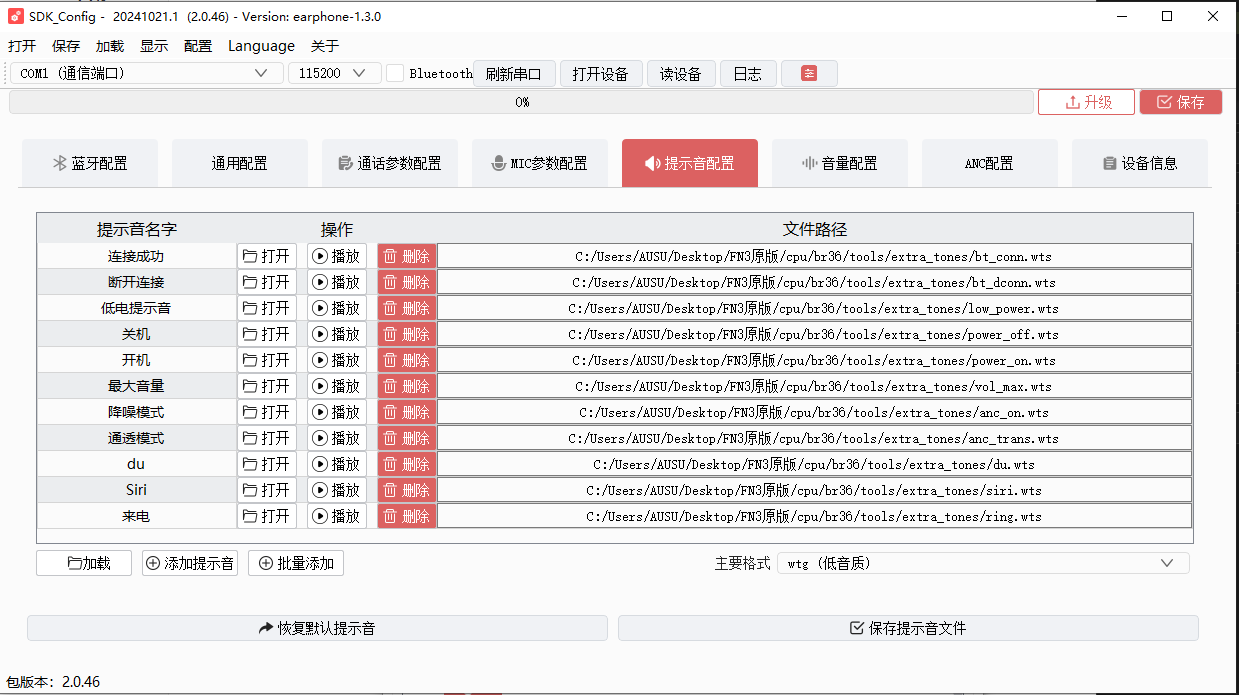 SDK_Config - 20241021.1 (2.0.46) - Version: earphone-1.3.0
打开 保存 加载 显示 配置 Language 关于
COM1 (通信端口) 115200 Bluetooth 刷新串口 打开设备 读设备 日志
0% 升级 保存
蓝牙配置 通用配置 通话参数配置 MIC参数配置 提示音配置 音量配置 ANC配置 设备信息
提示音名字 操作 文件路径
连接成功 打开 播放 删除 C:/Users/AUSU/Desktop/FN3原版/cpu/br36/tools/extra_tones/bt_conn.wts
断开连接 打开 播放 删除 C:/Users/AUSU/Desktop/FN3原版/cpu/br36/tools/extra_tones/bt_dconn.wts
低电提示音 打开 播放 删除 C:/Users/AUSU/Desktop/FN3原版/cpu/br36/tools/extra_tones/low_power.wts
关机 打开 播放 删除 C:/Users/AUSU/Desktop/FN3原版/cpu/br36/tools/extra_tones/power_off.wts
开机 打开 播放 删除 C:/Users/AUSU/Desktop/FN3原版/cpu/br36/tools/extra_tones/power_on.wts
最大音量 打开 播放 删除 C:/Users/AUSU/Desktop/FN3原版/cpu/br36/tools/extra_tones/vol_max.wts
降噪模式 打开 播放 删除 C:/Users/AUSU/Desktop/FN3原版/cpu/br36/tools/extra_tones/anc_on.wts
通透模式 打开 播放 删除 C:/Users/AUSU/Desktop/FN3原版/cpu/br36/tools/extra_tones/anc_trans.wts
du 打开 播放 删除 C:/Users/AUSU/Desktop/FN3原版/cpu/br36/tools/extra_tones/du.wts
Siri 打开 播放 删除 C:/Users/AUSU/Desktop/FN3原版/cpu/br36/tools/extra_tones/siri.wts
来电 打开 播放 删除 C:/Users/AUSU/Desktop/FN3原版/cpu/br36/tools/extra_tones/ring.wts
加载 添加提示音 批量添加 主要格式 wtg (低音质)
恢复默认提示音 保存提示音文件
包版本：2.0.46